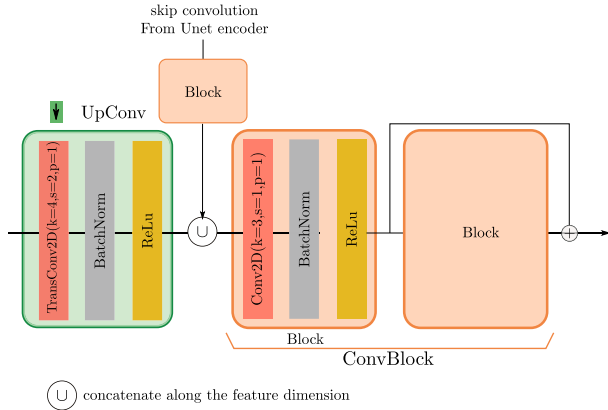 skip convolution
From Unet encoder
Block
UpConv
TransConv2D(k=4,s=2,p=1)
BatchNorm
ReLu
∪
Conv2D(k=3,s=1,p=1)
BatchNorm
ReLu
Block
+
Block
ConvBlock
∪ concatenate along the feature dimension